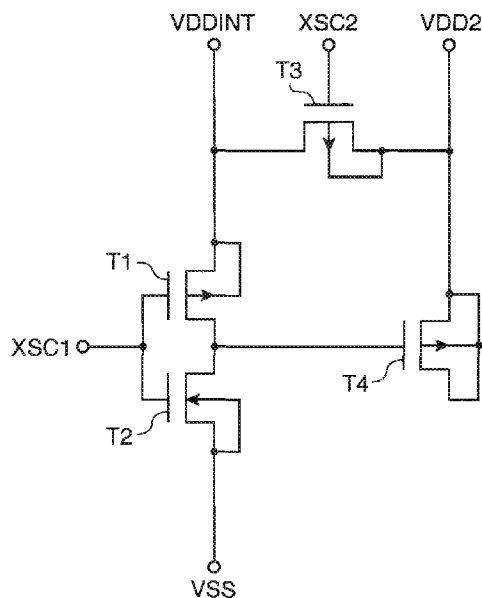 VDDINT XSC2 VDD2
T3
T1
XSC1
T4
T2
VSS